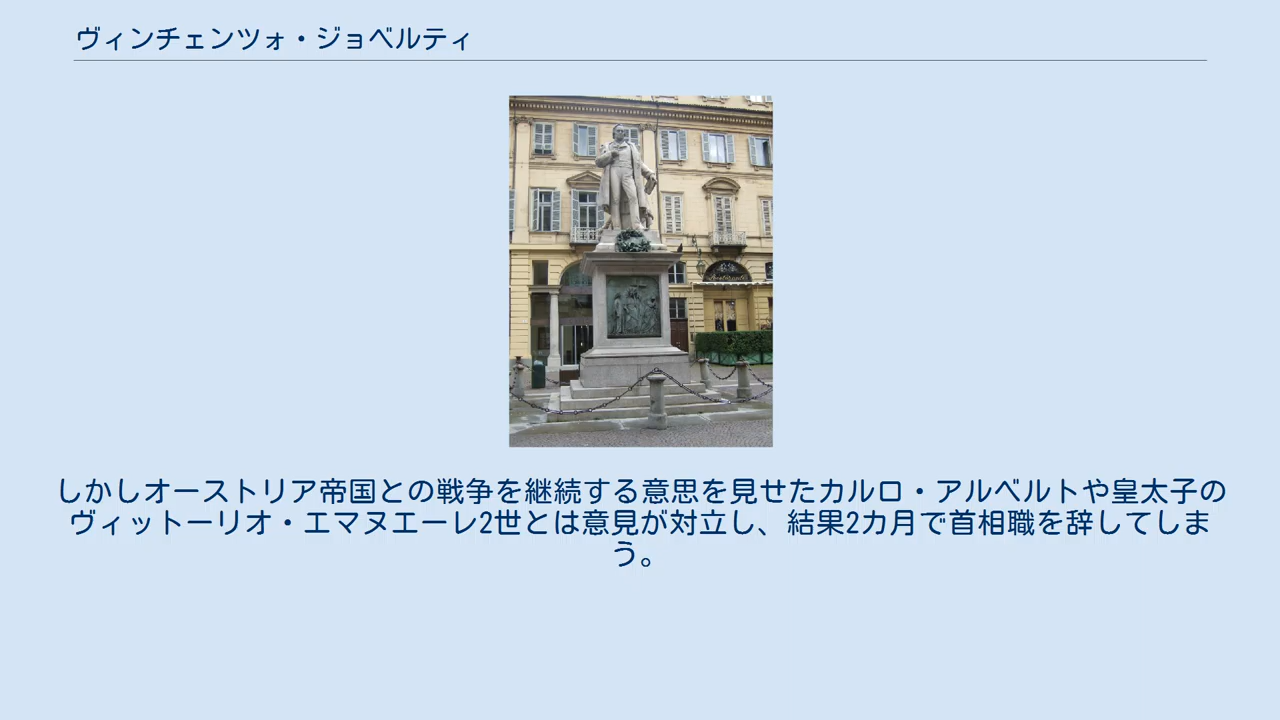 ヴィンチェンツォ・ジョベルティ
しかしオーストリア帝国との戦争を継続する意思を見せたカルロ・アルベルトや皇太子の
ヴィットーリオ・エマヌエーレ2世とは意見が対立し、結果2カ月で首相職を辞してしま
う。